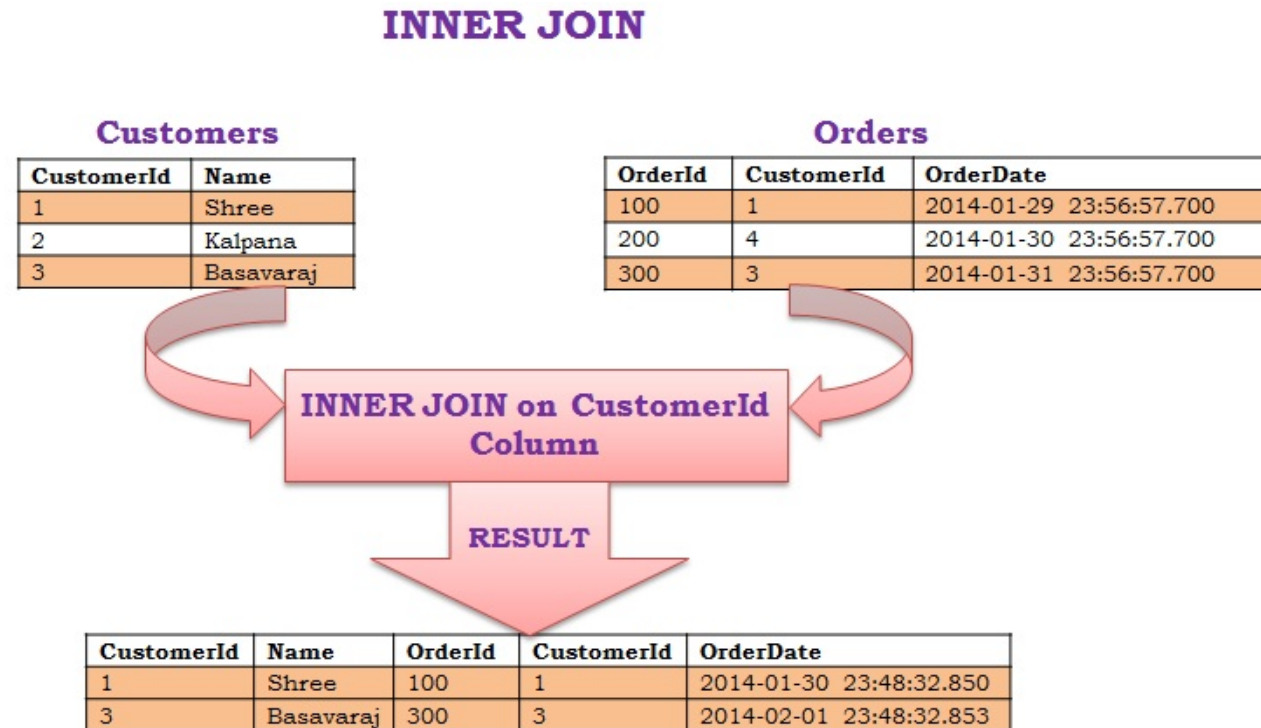 INNER JOIN
Customers
CustomerId Name
1 Shree
2 Kalpana
3 Basavaraj
Orders
OrderId CustomerId OrderDate
100 1 2014-01-29 23:56:57.700
200 4 2014-01-30 23:56:57.700
300 3 2014-01-31 23:56:57.700
INNER JOIN on CustomerId
Column
RESULT
CustomerId Name OrderId CustomerId OrderDate
1 Shree 100 1 2014-01-30 23:48:32.850
3 Basavaraj 300 3 2014-02-01 23:48:32.853